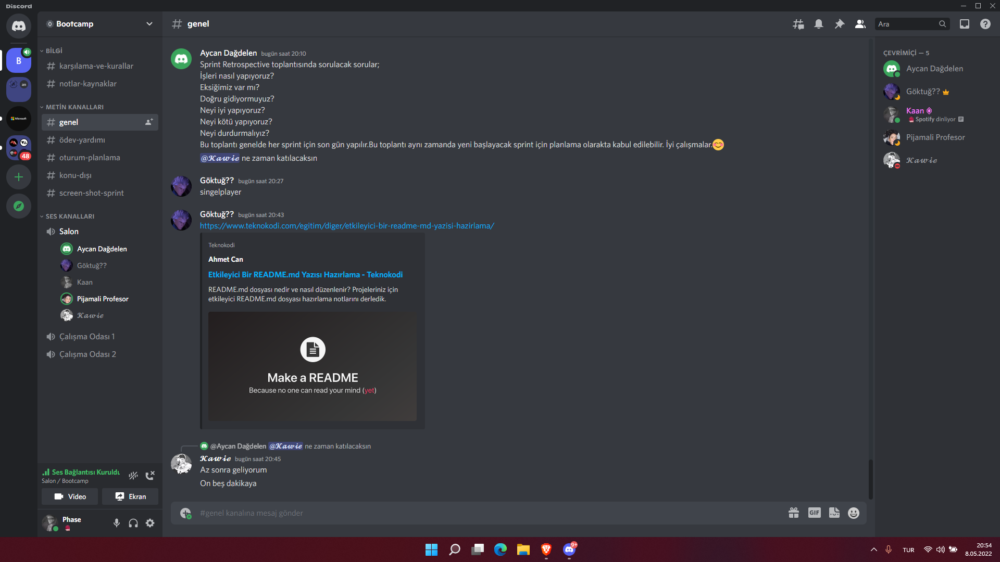 Discord
Bootcamp
BİLGİ
karşılama-ve-kurallar
notlar-kaynaklar
METİN KANALLARI
genel
ödev-yardımı
oturum-planlama
konu-dışı
screen-shot-sprint
SES KANALLARI
Salon
Aycan Dağdelen
Göktuğ??
Kaan
Pijamali Profesor
𝓚𝓪𝔀𝓲𝓮
Çalışma Odası 1
Çalışma Odası 2
Ses Bağlantısı Kuruldu
Salon / Bootcamp
Video
Ekran
Phase
B
an
Microsoft
48
genel
Ara
Aycan Dağdelen bugün saat 20:10
Sprint Retrospective toplantısında sorulacak sorular;
İşleri nasıl yapıyoruz?
Eksiğimiz var mı?
Doğru gidiyormuyuz?
Neyi iyi yapıyoruz?
Neyi kötü yapıyoruz?
Neyi durdurmalıyız?
Bu toplantı genelde her sprint için son gün yapılır.Bu toplantı aynı zamanda yeni başlayacak sprint için planlama olarakta kabul edilebilir. İyi çalışmalar.😊
@𝓚𝓪𝔀𝓲𝓮 ne zaman katılacaksın
Göktuğ?? bugün saat 20:27
singelplayer
Göktuğ?? bugün saat 20:43
https://www.teknokodi.com/egitim/diger/etkileyici-bir-readme-md-yazisi-hazirlama/
Teknokodi
Ahmet Can
Etkileyici Bir README.md Yazısı Hazırlama - Teknokodi
README.md dosyası nedir ve nasıl düzenlenir? Projeleriniz için
etkileyici README.md dosyası hazırlama notlarını derledik.
Make a README
Because no one can read your mind (yet)
@Aycan Dağdelen @𝓚𝓪𝔀𝓲𝓮 ne zaman katılacaksın
𝓚𝓪𝔀𝓲𝓮 bugün saat 20:45
Az sonra geliyorum
On beş dakikaya
#genel kanalına mesaj gönder
GIF
ÇEVRİMİÇİ — 5
Aycan Dağdelen
Göktuğ??
Kaan
Spotify dinliyor
Pijamali Profesor
𝓚𝓪𝔀𝓲𝓮
9+
TUR
20:54
8.05.2022